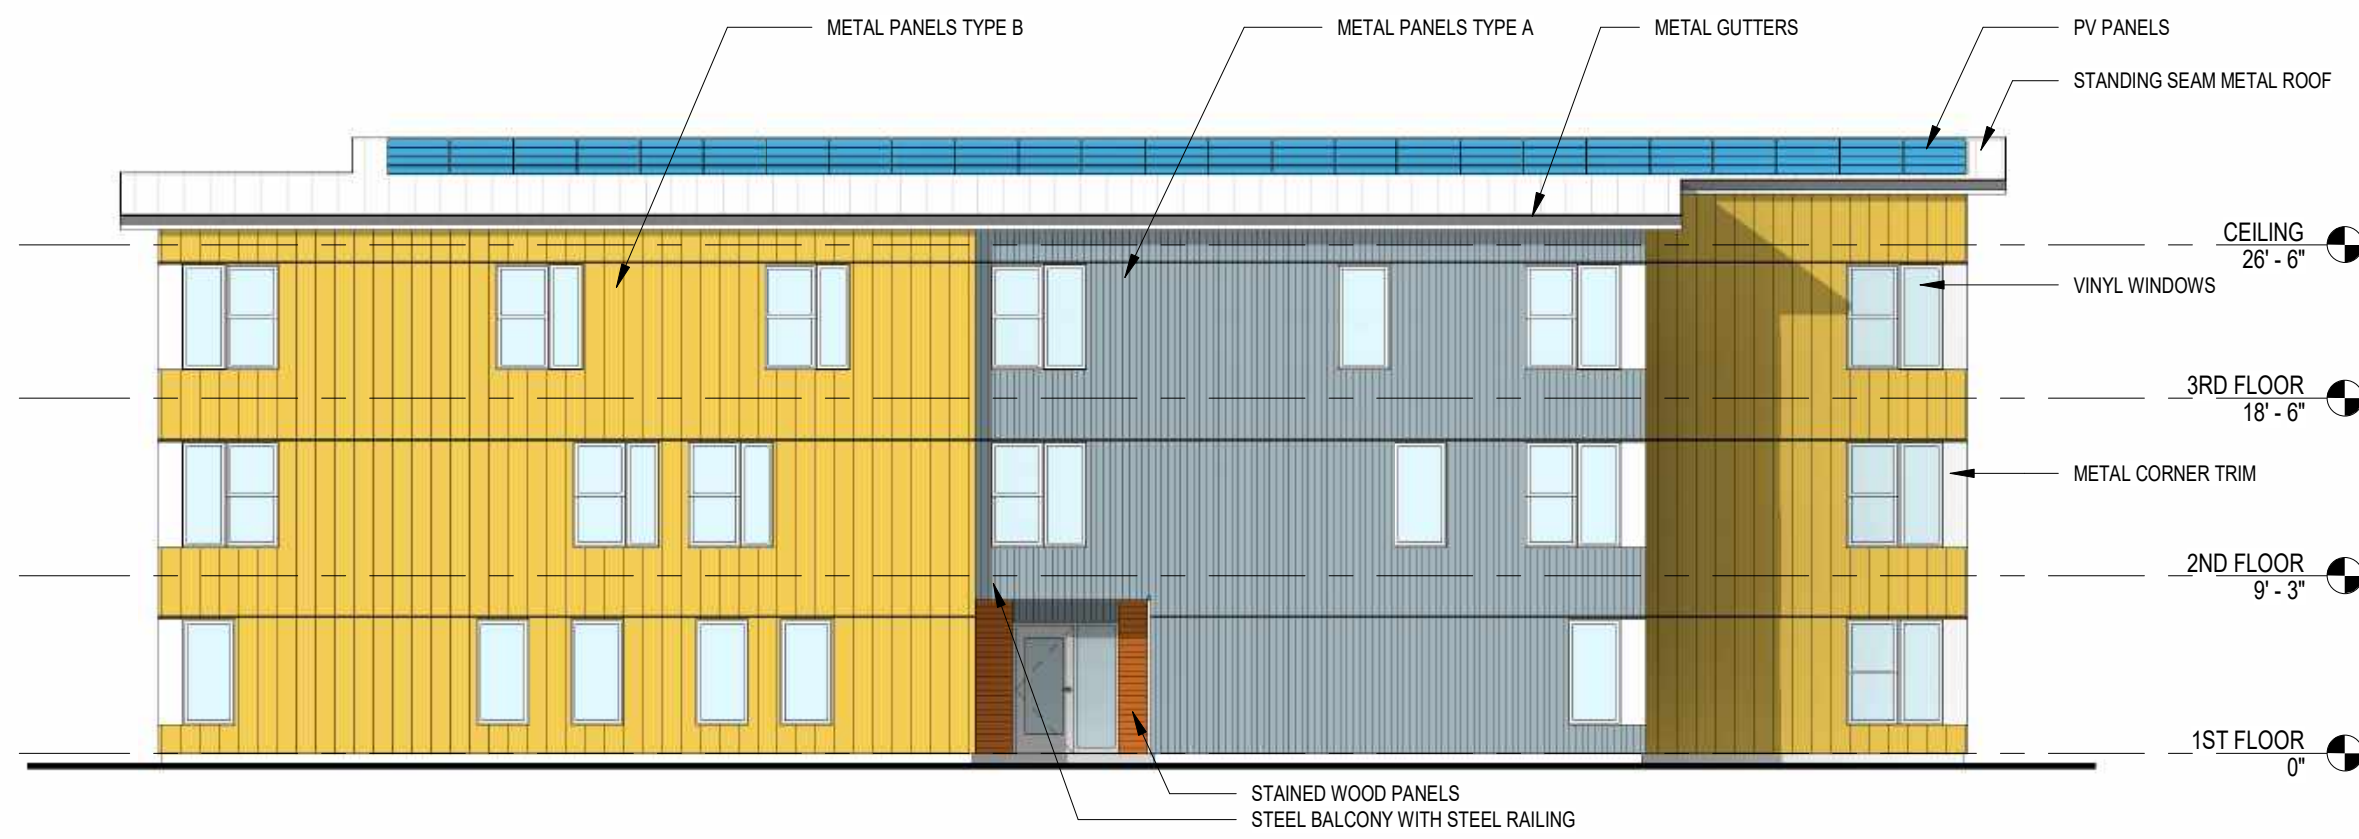 METAL PANELS TYPE B
METAL PANELS TYPE A
METAL GUTTERS
PV PANELS
STANDING SEAM METAL ROOF
CEILING
26' - 6"
VINYL WINDOWS
3RD FLOOR
18' - 6"
METAL CORNER TRIM
2ND FLOOR
9' - 3"
1ST FLOOR
0"
STAINED WOOD PANELS
STEEL BALCONY WITH STEEL RAILING